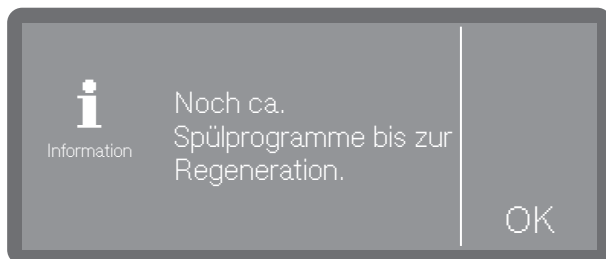 Information
Noch ca.
Spülprogramme bis zur
Regeneration.
OK